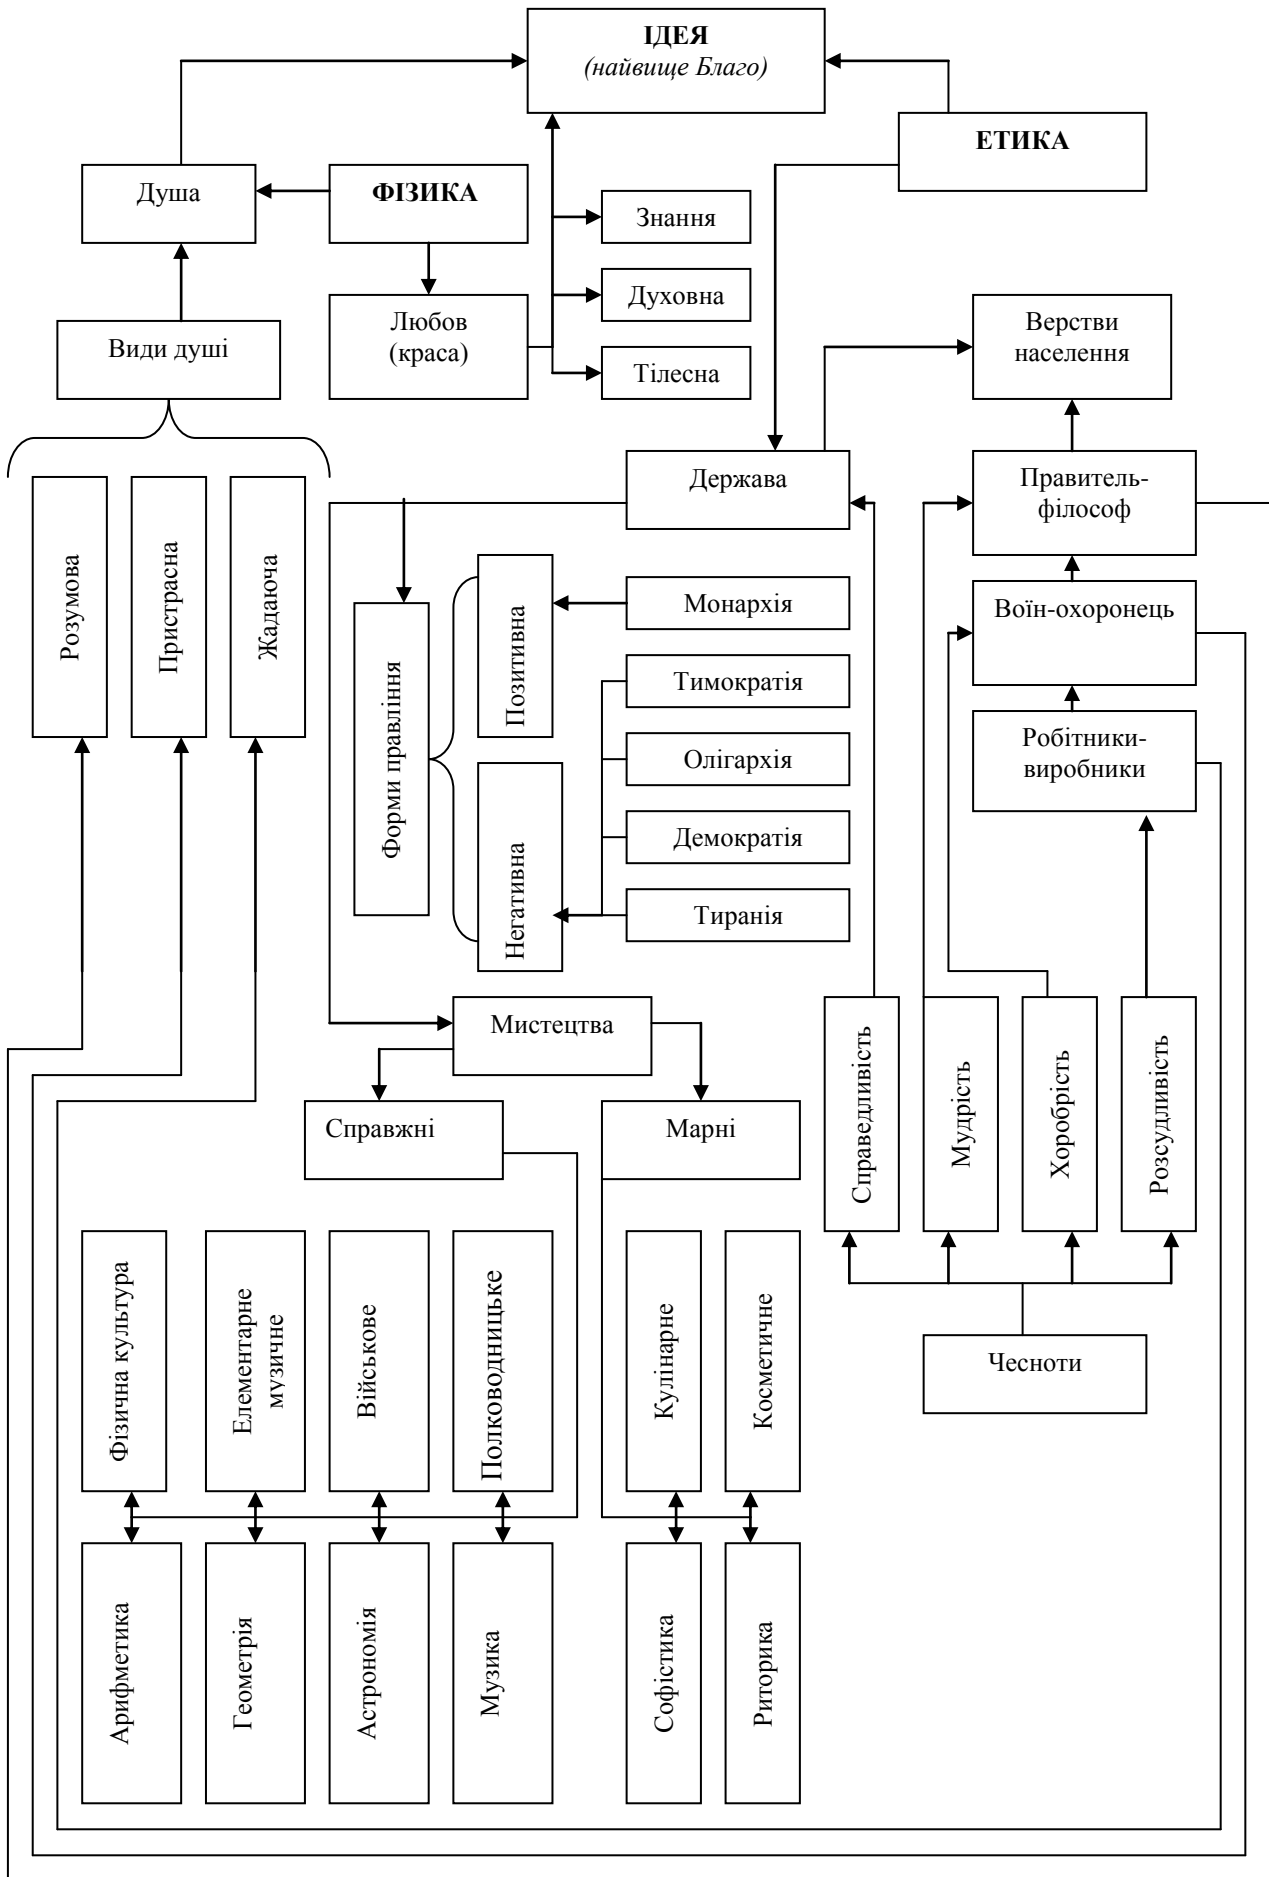 ІДЕЯ
(найвище Благо)
ЕТИКА
Душа
ФІЗИКА
Знання
Духовна
Тілесна
Любов
(краса)
Види душі
Верстви
населення
Держава
Правитель-
філософ
Розумова
Пристрасна
Жадаюча
Форми правління
Позитивна
Негативна
Монархія
Тимократія
Олігархія
Демократія
Тиранія
Воїн-охоронець
Робітники-
виробники
Мистецтва
Справжні
Марні
Справедливість
Мудрість
Хоробрість
Розсудливість
Чесноти
Фізична культура
Елементарне
музичне
Військове
Полководницьке
Кулінарне
Косметичне
Арифметика
Геометрія
Астрономія
Музика
Софістика
Риторика